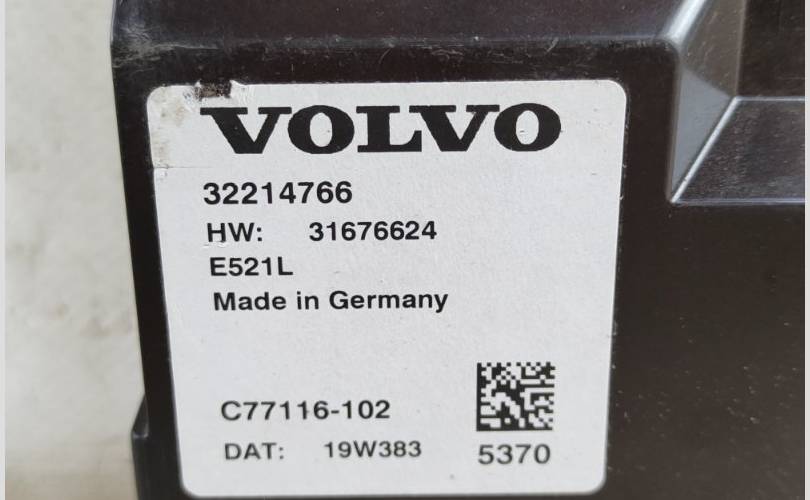 VOLVO
32214766
HW: 31676624
E521L
Made in Germany
C77116-102
DAT: 19W383 5370